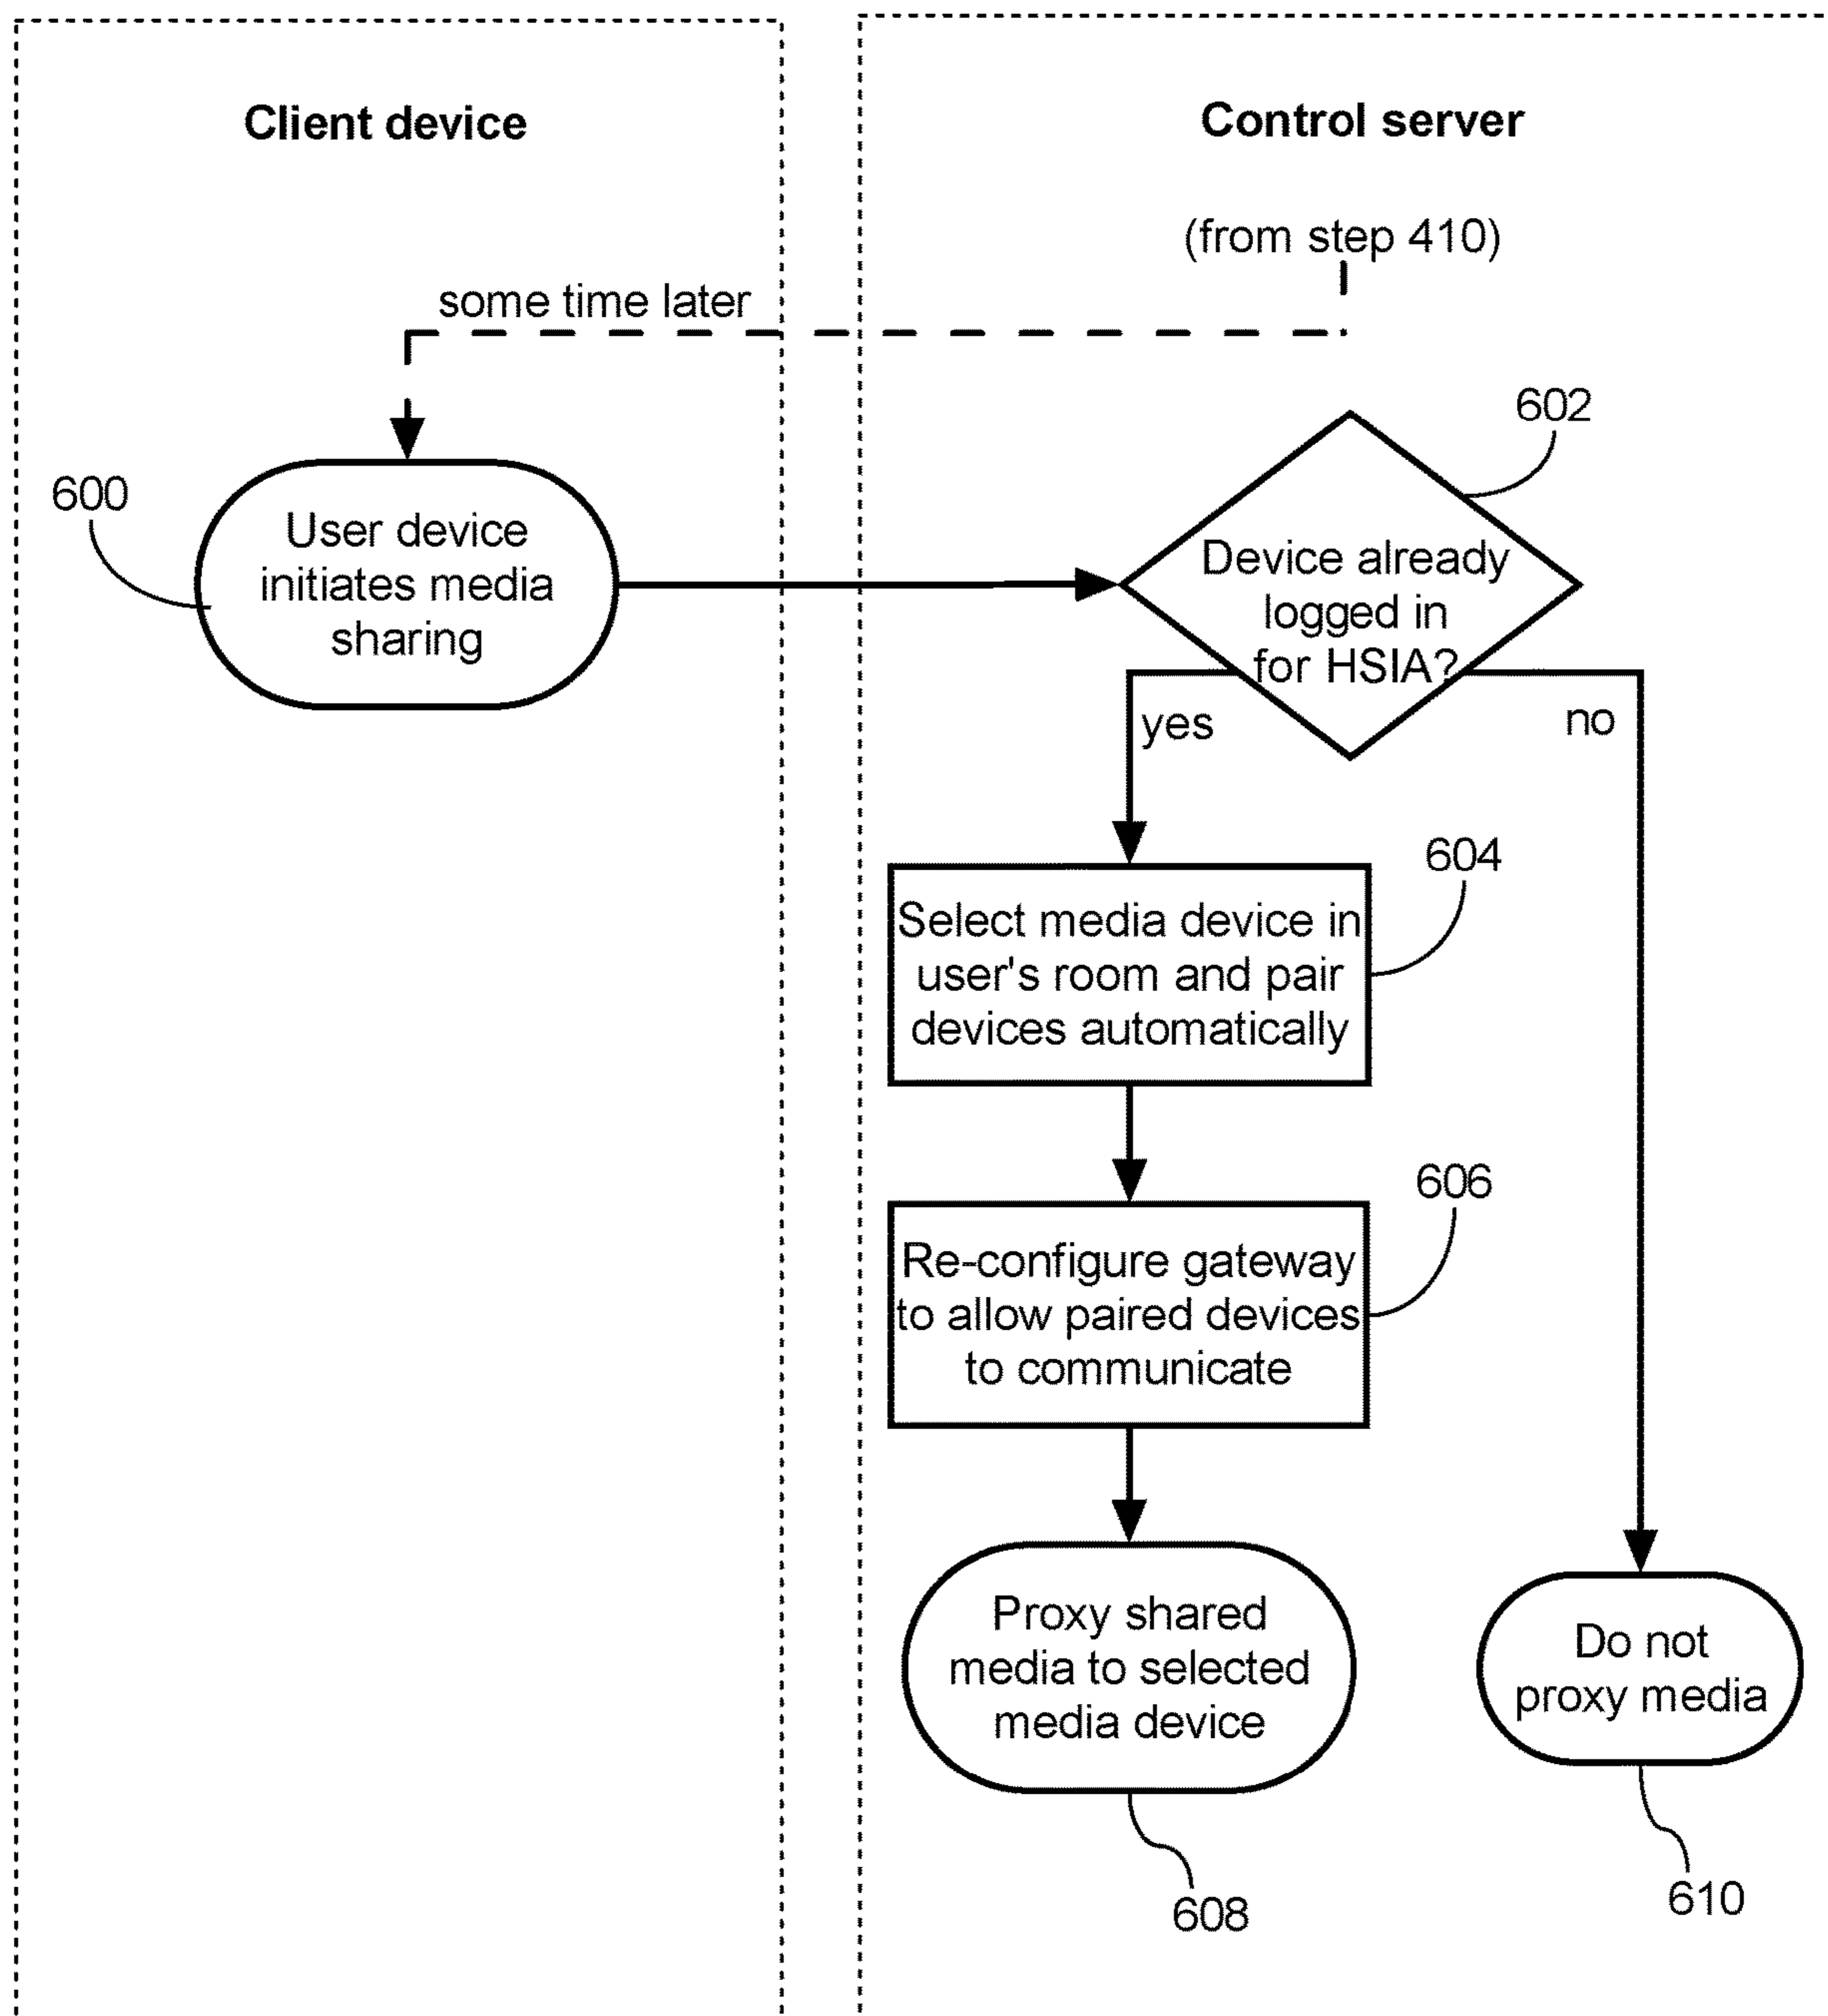 Client device
Control server
(from step 410)
some time later
602
600
User device
initiates media
sharing
Device already
logged in
for HSIA?
yes
no
604
Select media device in
user's room and pair
devices automatically
606
Re-configure gateway
to allow paired devices
to communicate
Proxy shared
media to selected
media device
Do not
proxy media
608
610